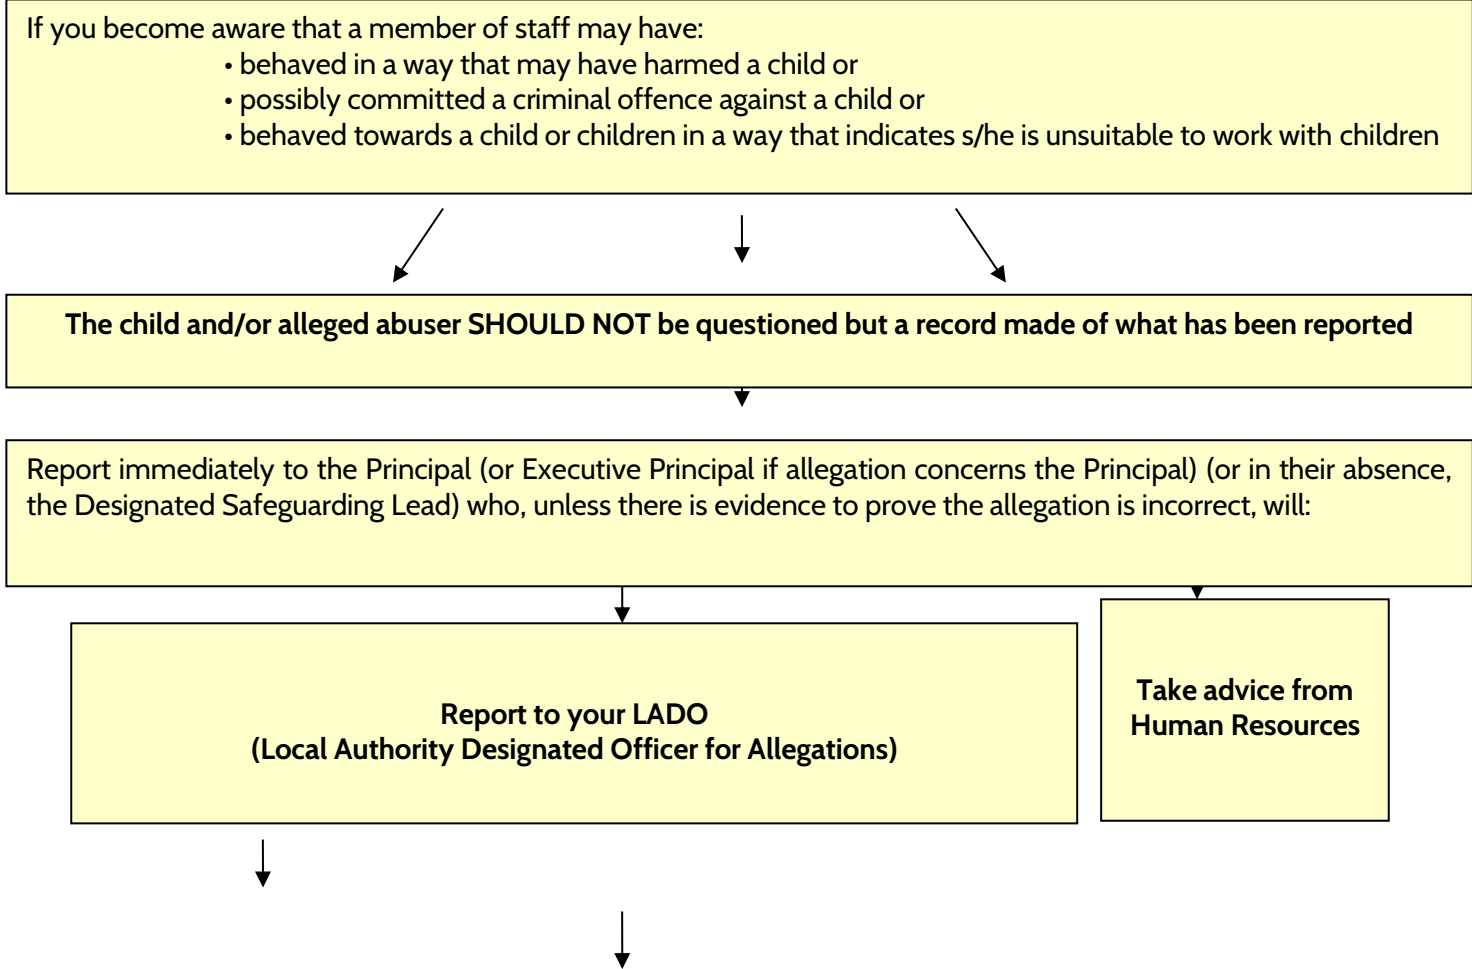 If you become aware that a member of staff may have:
• behaved in a way that may have harmed a child or
• possibly committed a criminal offence against a child or
• behaved towards a child or children in a way that indicates s/he is unsuitable to work with children
The child and/or alleged abuser SHOULD NOT be questioned but a record made of what has been reported
Report immediately to the Principal (or Executive Principal if allegation concerns the Principal) (or in their absence,
the Designated Safeguarding Lead) who, unless there is evidence to prove the allegation is incorrect, will:
Report to your LADO
(Local Authority Designated Officer for Allegations)
Take advice from
Human Resources